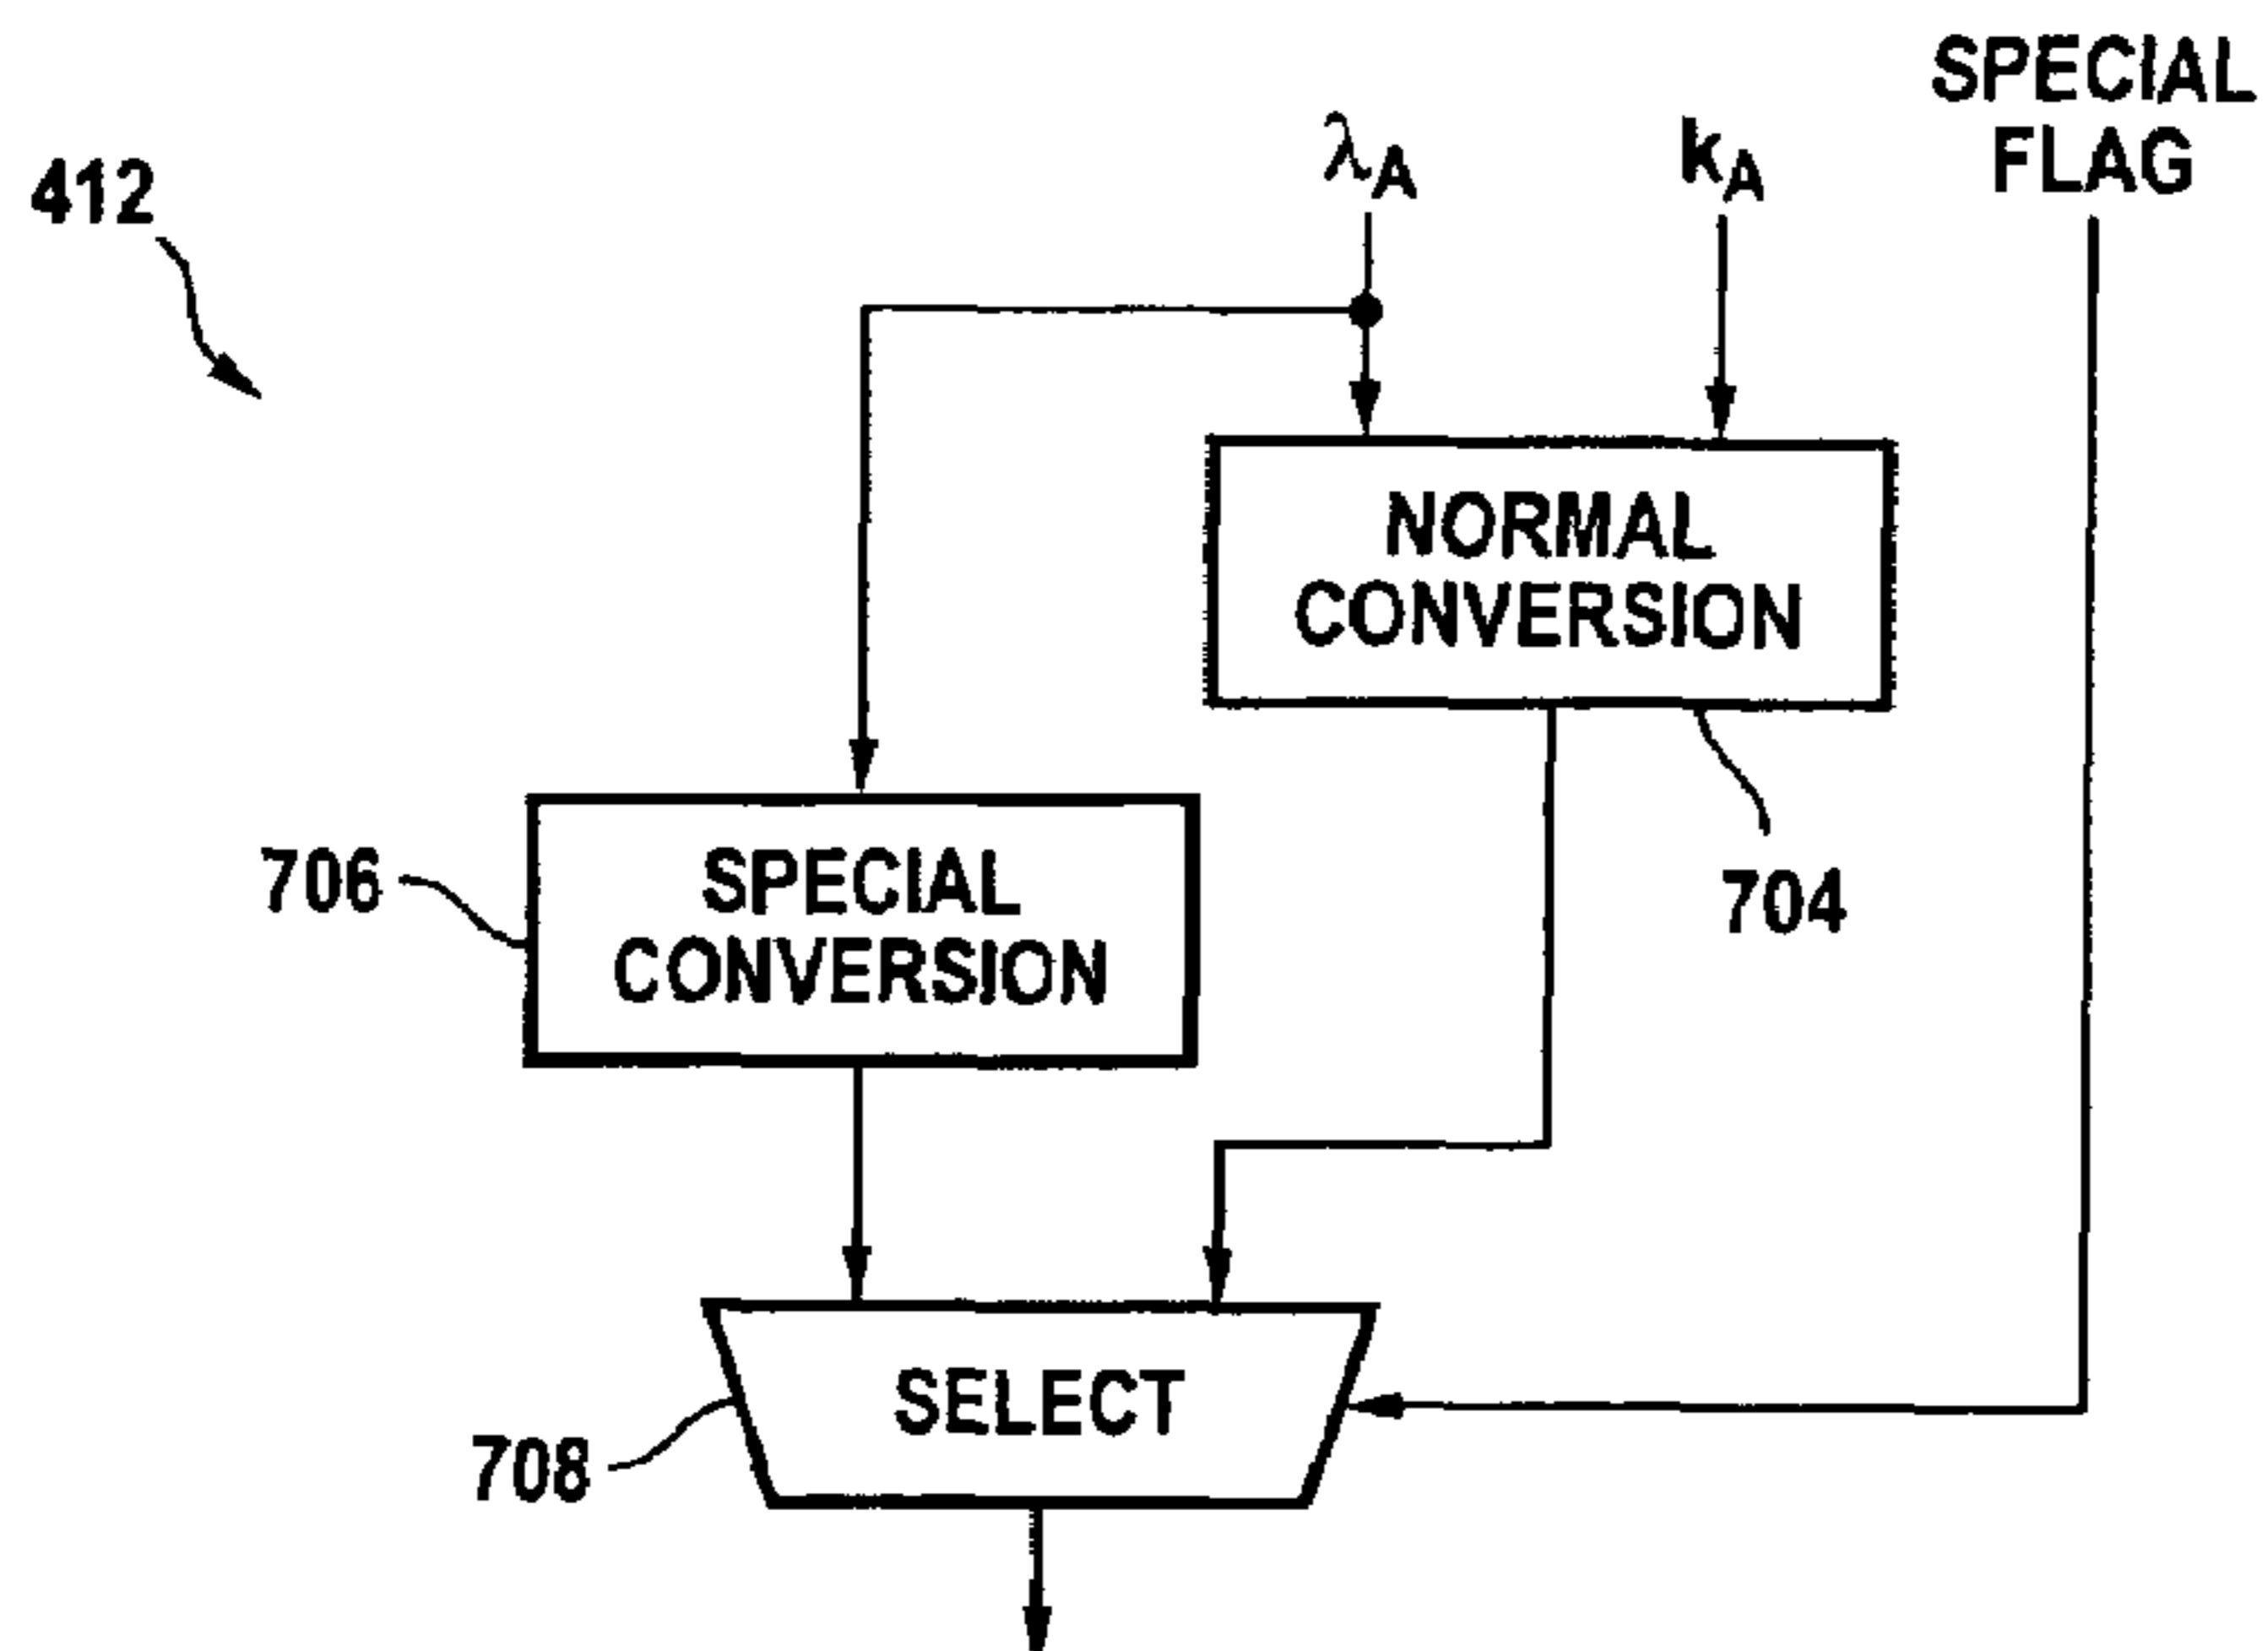 SPECIAL
FLAG
λA
kA
412
NORMAL
CONVERSION
704
706
SPECIAL
CONVERSION
SELECT
708